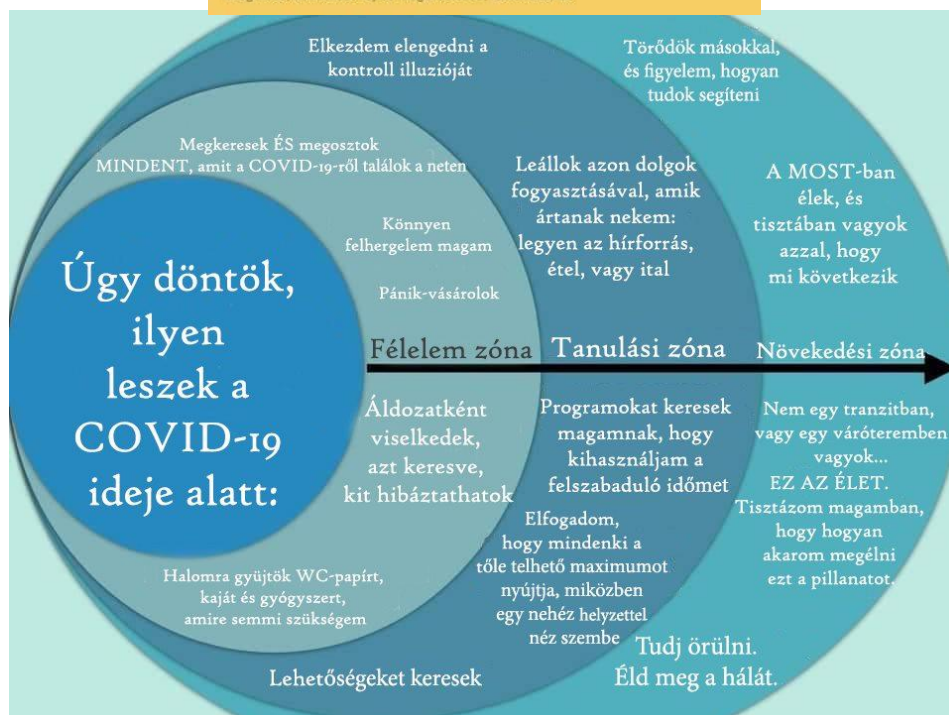 Elkezdem elengedni a
kontroll illuzióját
Törődök másokkal,
és figyelem, hogyan
tudok segíteni
Megkeresek ÉS megosztok
MINDENT, amit a COVID-19-ről találok a neten
Könnyen
felhergelem magam
Pánik-vásárolok
Leállok azon dolgok
fogyasztásával, amik
ártanak nekem:
legyen az hírforrás,
étel, vagy ital
A MOST-ban
élek, és
tisztában vagyok
azzal, hogy
mi következik
Úgy döntök,
ilyen
leszek a
COVID-19
ideje alatt:
Félelem zóna
Tanulási zóna
Növekedési zóna
Áldozatként
viselkedek,
azt keresve,
kit hibáztathatok
Programokat keresek
magamnak, hogy
kihasználjam a
felszabaduló időmet
Nem egy tranzitban,
vagy egy váróteremben
vagyok...
EZ AZ ÉLET.
Tisztázom magamban,
hogy hogyan
akarom megélni
ezt a pillanatot.
Halomra gyüjtök WC-papírt,
kaját és gyógyszert,
amire semmi szükségem
Elfogadom,
hogy mindenki a
tőle telhető maximumot
nyújtja, miközben
egy nehéz helyzettel
néz szembe
Lehetőségeket keresek
Tudj örülni.
Éld meg a hálát.